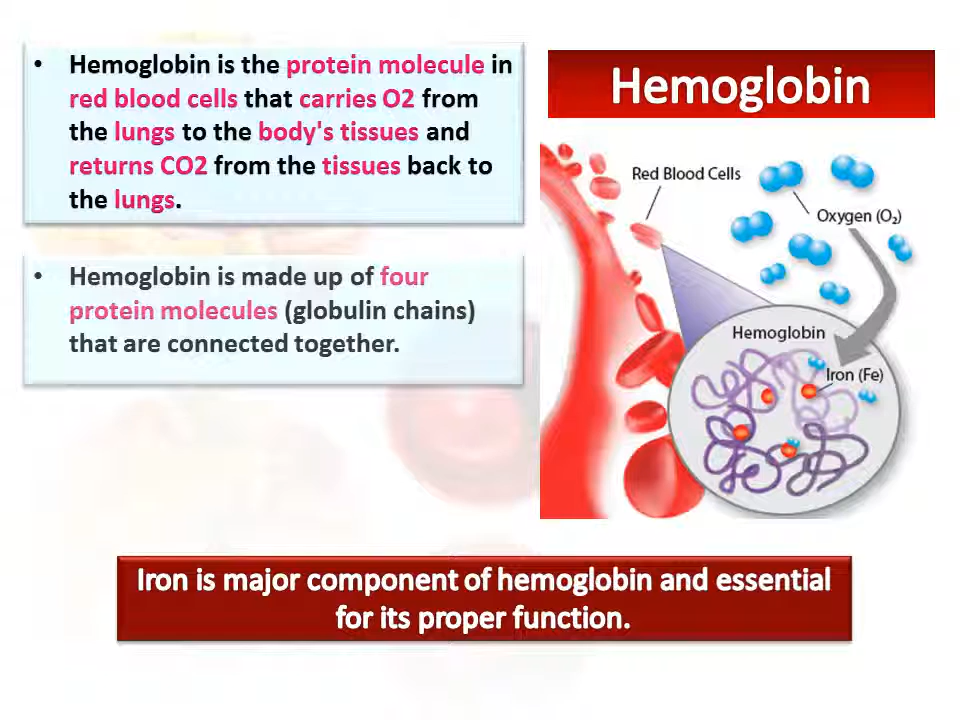 Hemoglobin
• Hemoglobin is the protein molecule in
red blood cells that carries O2 from
the lungs to the body's tissues and
returns CO2 from the tissues back to
the lungs.
• Hemoglobin is made up of four
protein molecules (globulin chains)
that are connected together.
Red Blood Cells
Oxygen (O₂)
Hemoglobin
Iron (Fe)
Iron is major component of hemoglobin and essential
for its proper function.